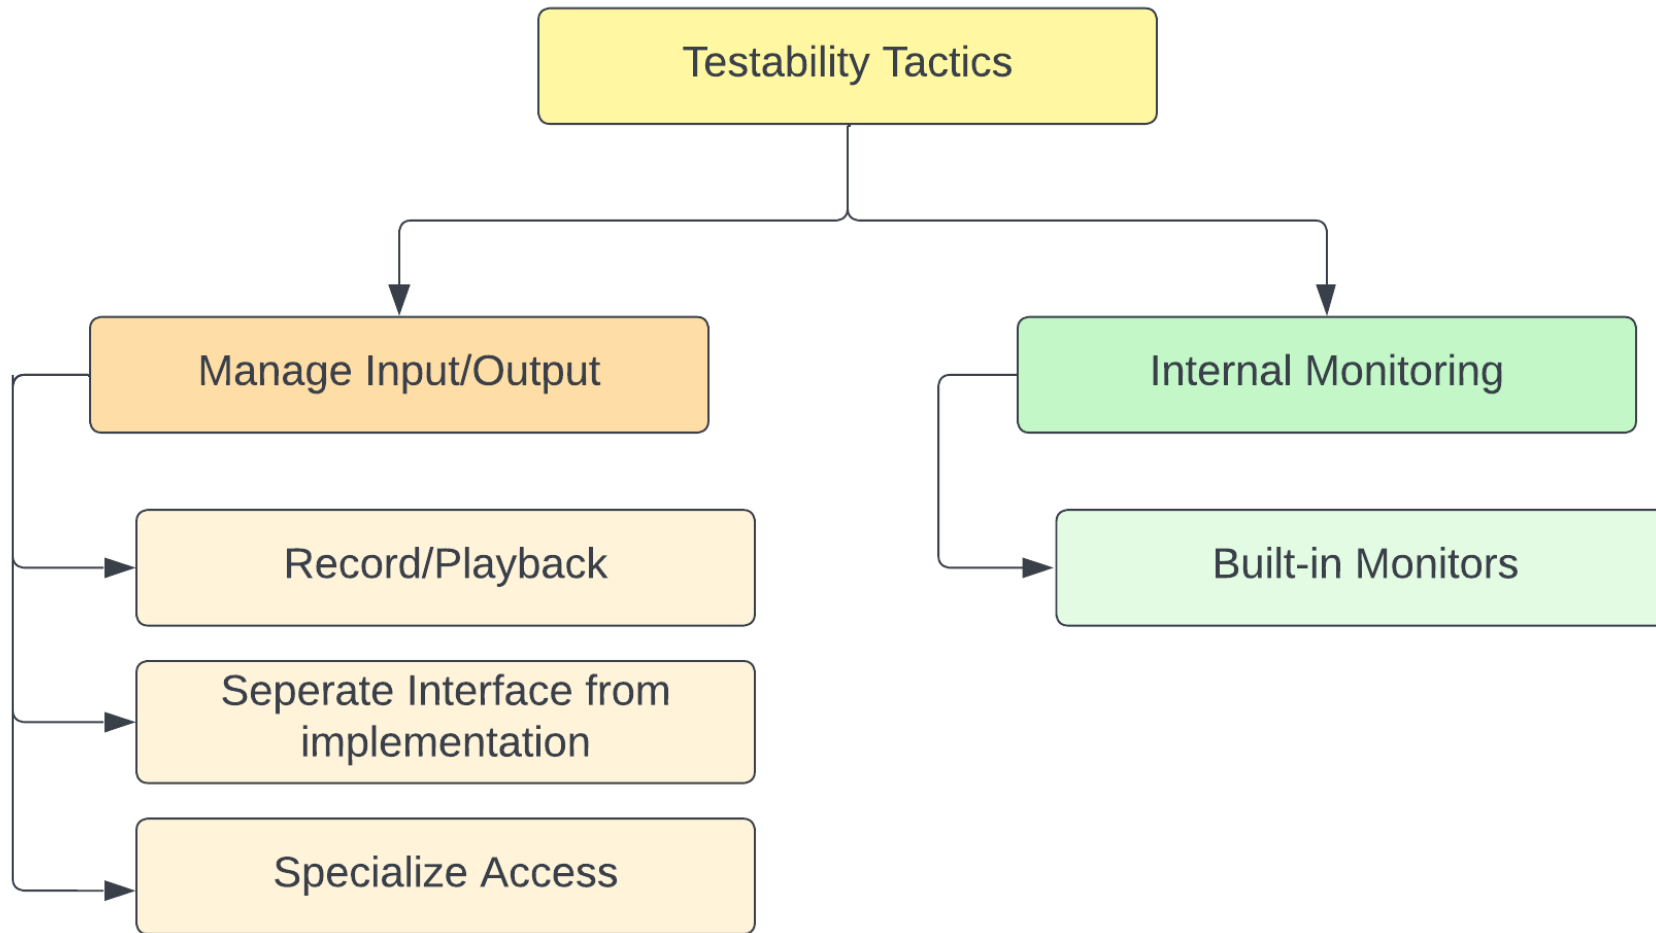 Testability Tactics
Manage Input/Output
Internal Monitoring
Record/Playback
Built-in Monitors
Seperate Interface from
implementation
Specialize Access